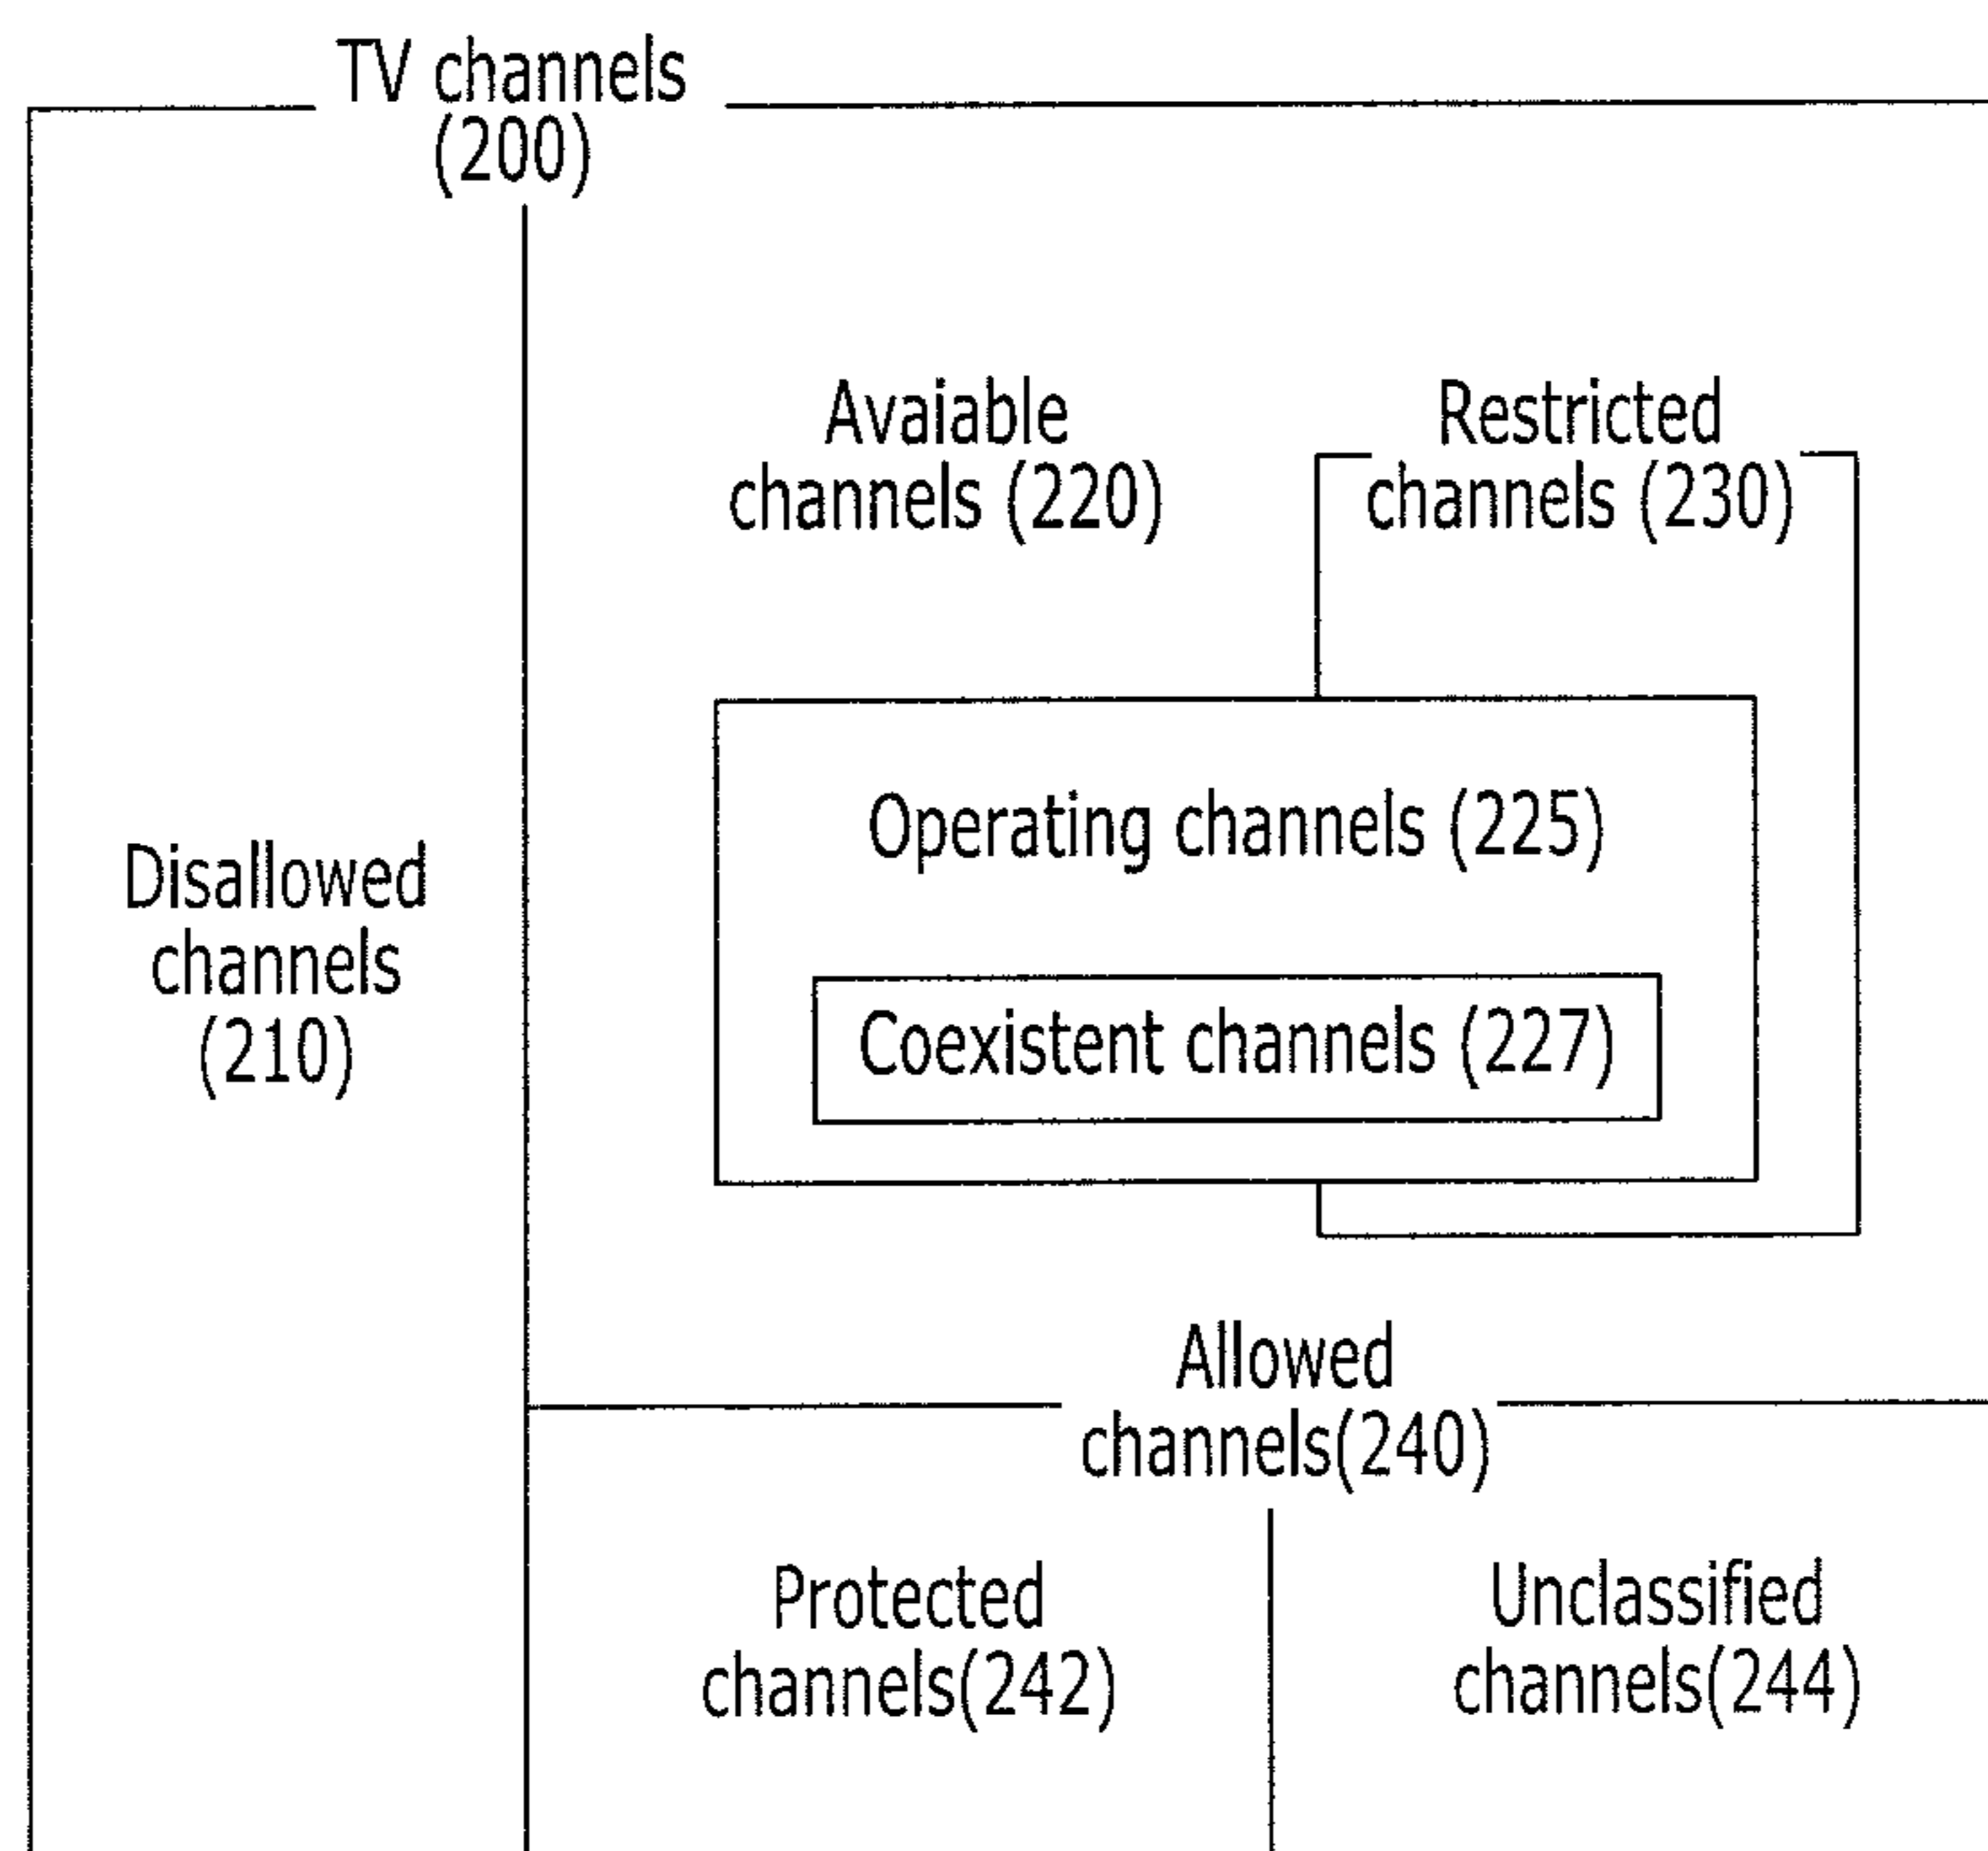 TV channels
(200)
Avaiable
channels (220)
Restricted
channels (230)
Operating channels (225)
Disallowed
channels
(210)
Coexistent channels (227)
Allowed
channels(240)
Protected
channels(242)
Unclassified
channels(244)